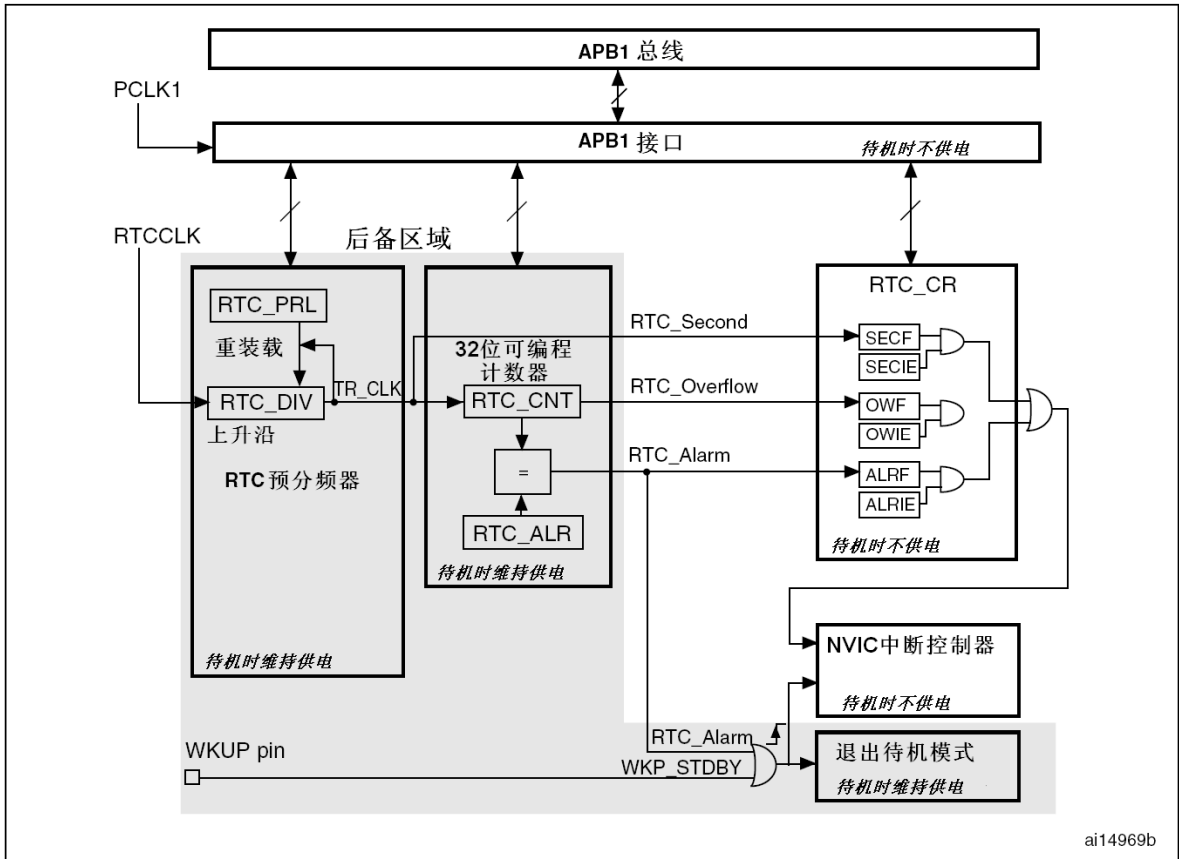 APB1 总线
PCLK1
APB1 接口
待机时不供电
RTCCLK
后备区域
RTC_PRL
重装载
RTC_DIV
上升沿
TR_CLK
RTC预分频器
待机时维持供电
32位可编程
计数器
RTC_CNT
=
RTC_ALR
待机时维持供电
RTC_Second
RTC_Overflow
RTC_Alarm
RTC_CR
SECF
SECIE
OWF
OWIE
ALRF
ALRIE
待机时不供电
NVIC中断控制器
待机时不供电
WKUP pin
RTC_Alarm
WKP_STDBY
退出待机模式
待机时维持供电
ai14969b